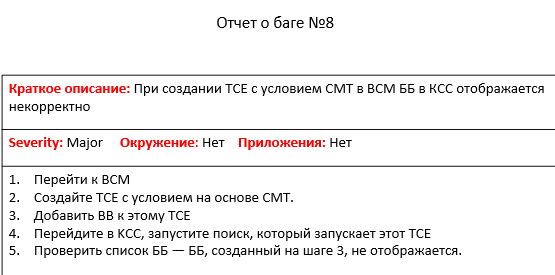 Отчет о баге №8
Краткое описание: При создании ТСЕ с условием СМТ в ВСМ ББ в КСС отображается
некорректно
Severity: Major Окружение: Нет Приложения: Нет
1. Перейти к ВСМ
2. Создайте ТСЕ с условием на основе СМТ.
3. Добавить ВВ к этому ТСЕ
4. Перейдите в КСС, запустите поиск, который запускает этот ТСЕ
5. Проверить список ББ — ББ, созданный на шаге 3, не отображается.